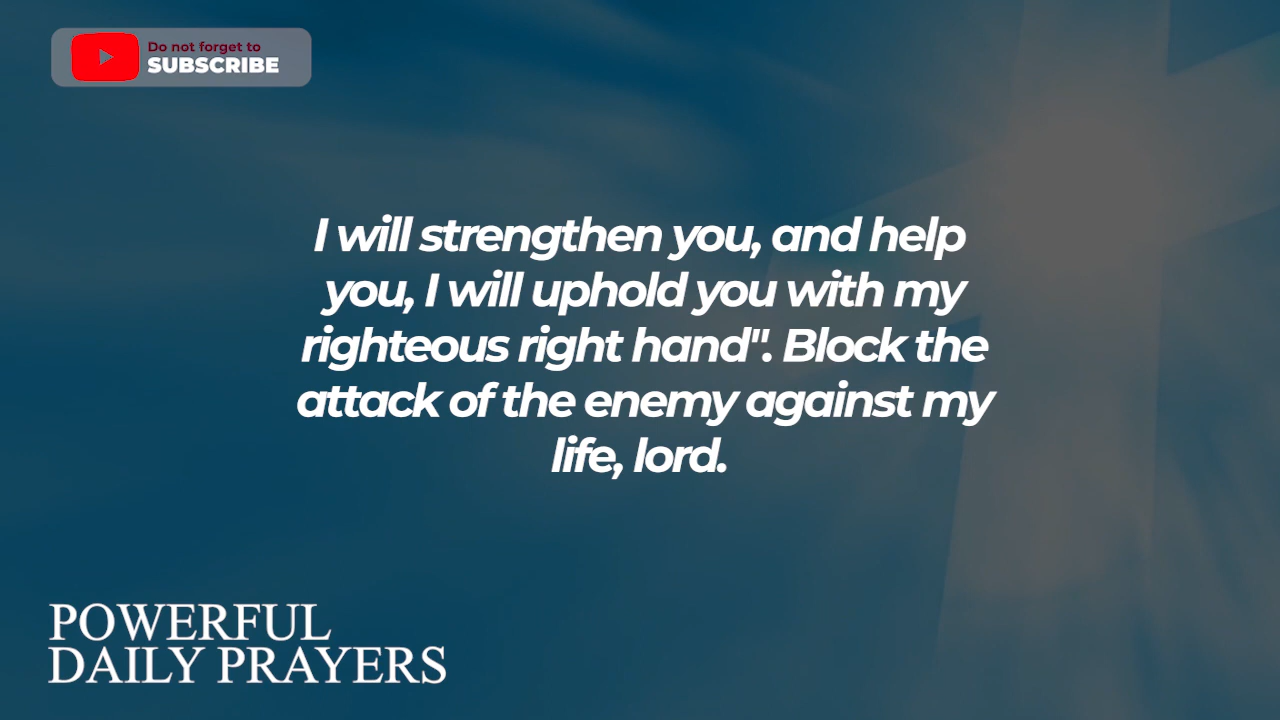 Do not forget to
SUBSCRIBE
I will strengthen you, and help
you, I will uphold you with my
righteous right hand". Block the
attack of the enemy against my
life, lord.
POWERFUL
DAILY PRAYERS